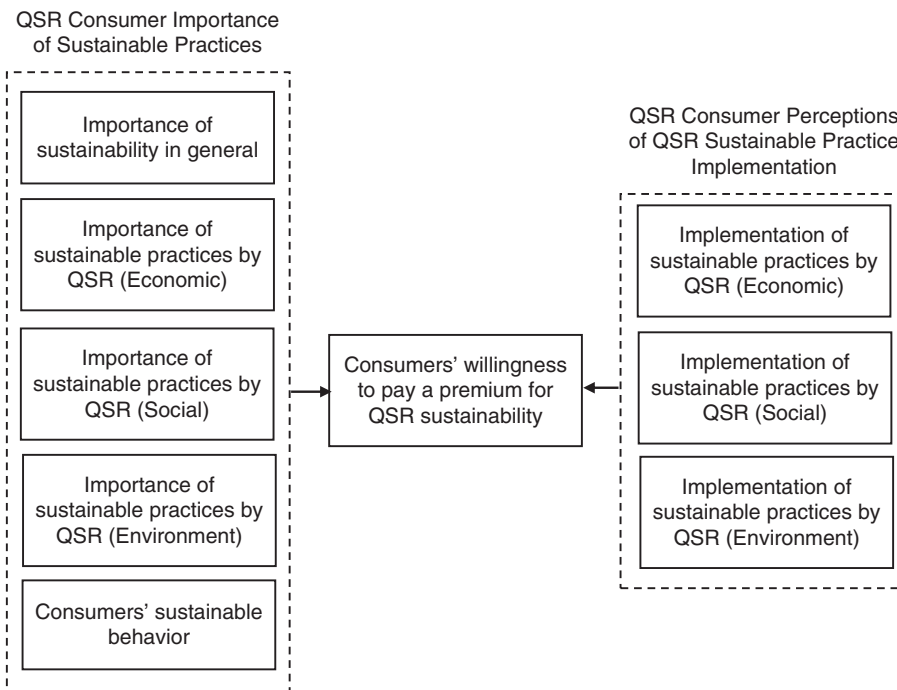 QSR Consumer Importance
of Sustainable Practices
Importance of
sustainability in general
Importance of
sustainable practices by
QSR (Economic)
Importance of
sustainable practices by
QSR (Social)
Importance of
sustainable practices by
QSR (Environment)
Consumers’ sustainable
behavior
Consumers’ willingness
to pay a premium for
QSR sustainability
QSR Consumer Perceptions
of QSR Sustainable Practice
Implementation
Implementation of
sustainable practices by
QSR (Economic)
Implementation of
sustainable practices by
QSR (Social)
Implementation of
sustainable practices by
QSR (Environment)